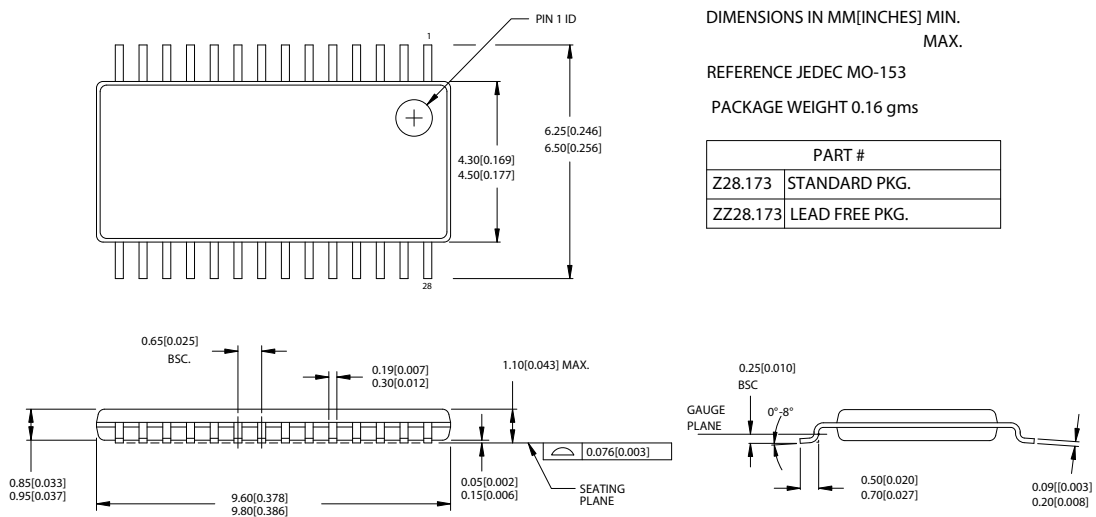 PIN 1 ID
1
DIMENSIONS IN MM[INCHES] MIN.
MAX.
REFERENCE JEDEC MO-153
PACKAGE WEIGHT 0.16 gms
PART #
Z28.173 STANDARD PKG.
ZZ28.173 LEAD FREE PKG.
6.25[0.246]
6.50[0.256]
4.30[0.169]
4.50[0.177]
28
0.65[0.025]
BSC.
0.19[0.007]
0.30[0.012]
1.10[0.043] MAX.
0.25[0.010]
BSC
GAUGE
PLANE
0°-8°
0.076[0.003]
0.85[0.033]
0.95[0.037]
9.60[0.378]
9.80[0.386]
0.05[0.002]
0.15[0.006]
SEATING
PLANE
0.50[0.020]
0.70[0.027]
0.09[[0.003]
0.20[0.008]